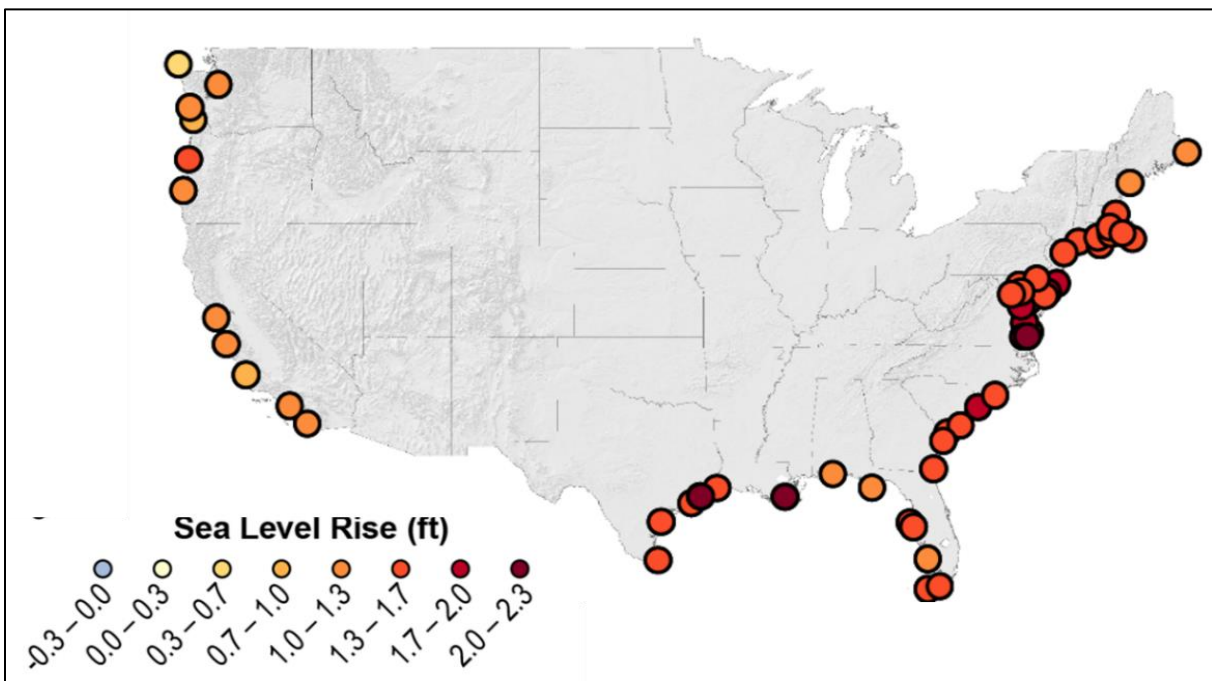 Sea Level Rise (ft)
-0.3 – 0.0
0.0 – 0.3
0.3 – 0.7
0.7 – 1.0
1.0 – 1.3
1.3 – 1.7
1.7 – 2.0
2.0 – 2.3